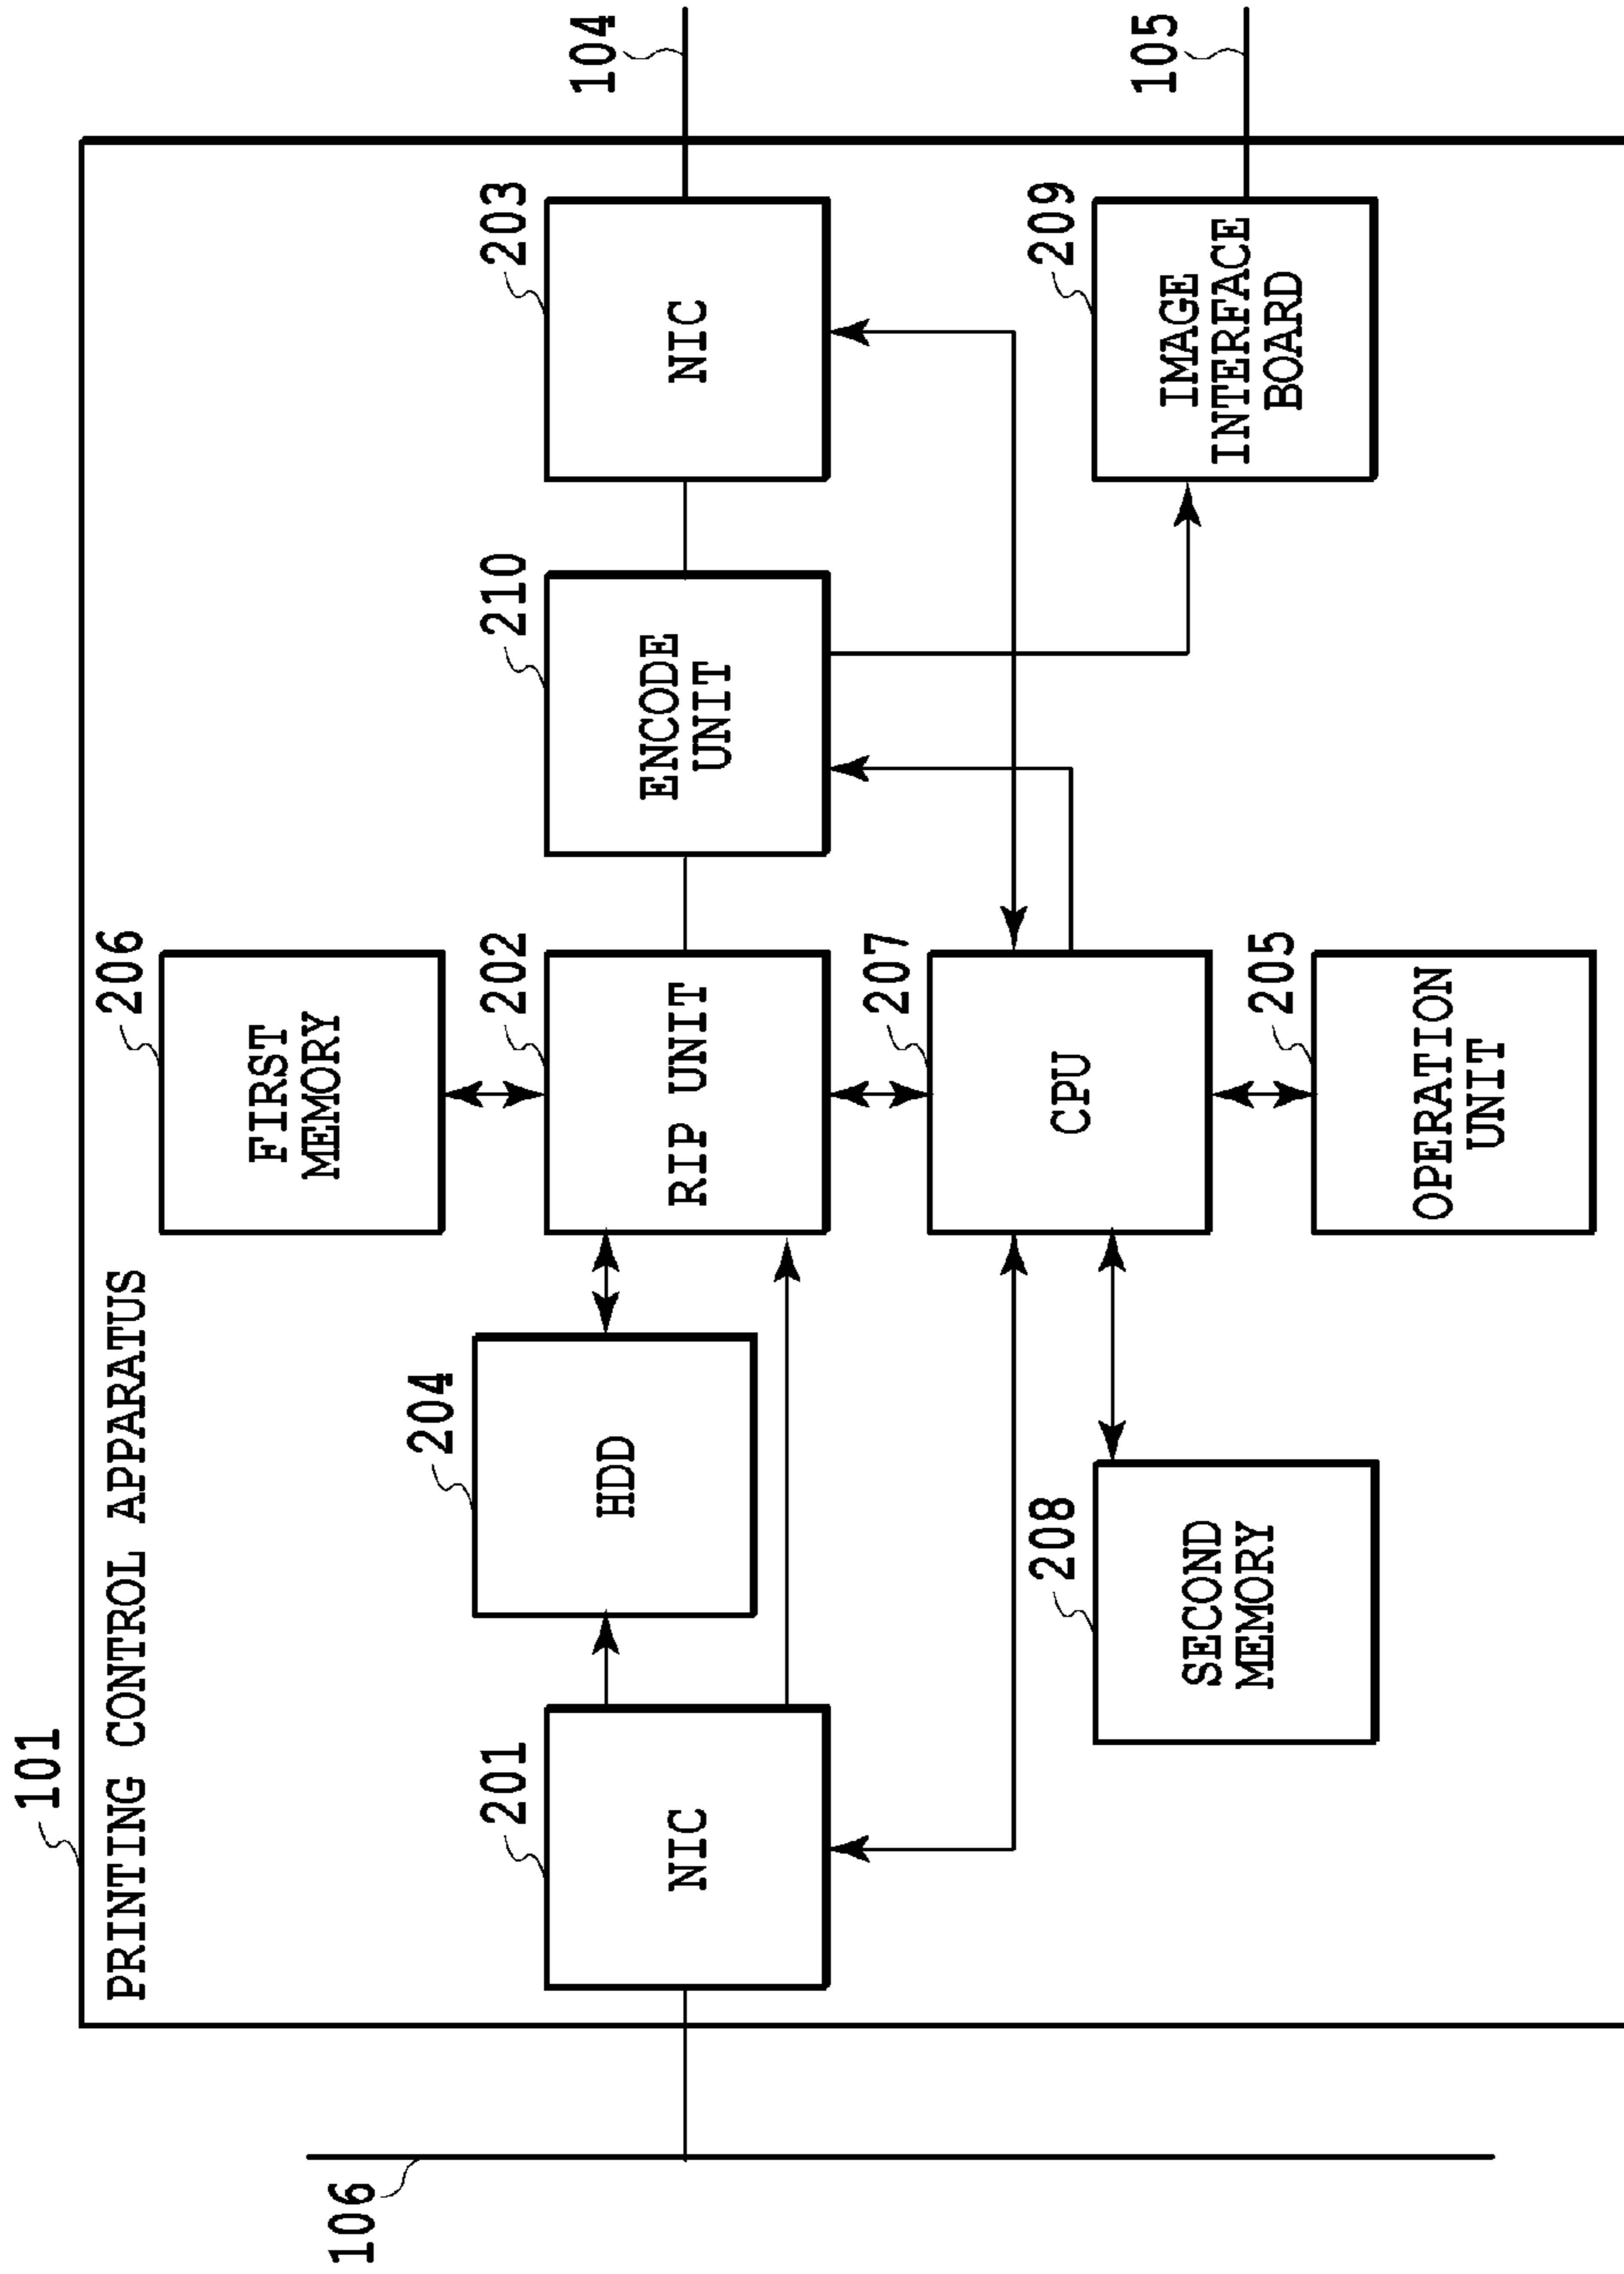 101
PRINTING CONTROL APPARATUS
206
FIRST
MEMORY
106
201
NIC
204
HDD
202
RIP UNIT
210
ENCODE
UNIT
203
NIC
104
207
CPU
208
SECOND
MEMORY
205
OPERATION
UNIT
209
IMAGE
INTERFACE
BOARD
105